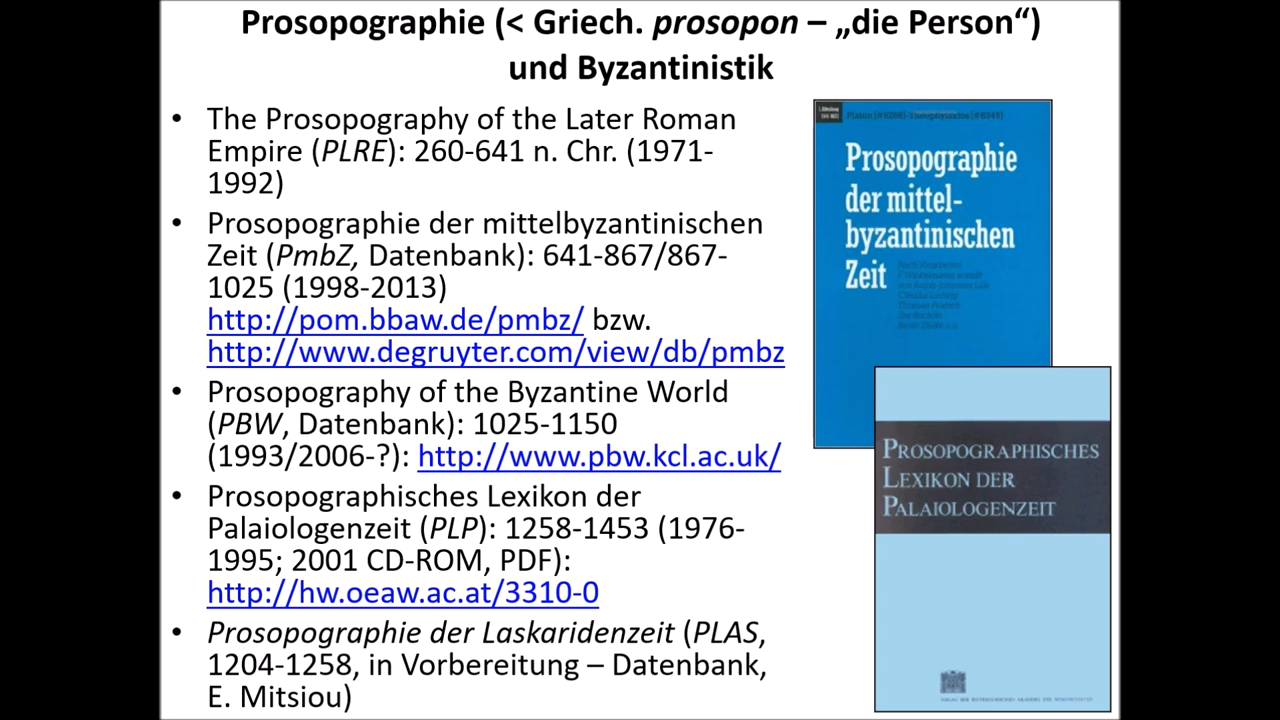 Prosopographie (< Griech. prosopon – „die Person“)
und Byzantinistik
• The Prosopography of the Later Roman
Empire (PLRE): 260-641 n. Chr. (1971-
1992)
• Prosopographie der mittelbyzantinischen
Zeit (PmbZ, Datenbank): 641-867/867-
1025 (1998-2013)
http://pom.bbaw.de/pmbz/ bzw.
http://www.degruyter.com/view/db/pmbz
• Prosopography of the Byzantine World
(PBW, Datenbank): 1025-1150
(1993/2006-?): http://www.pbw.kcl.ac.uk/
• Prosopographisches Lexikon der
Palaiologenzeit (PLP): 1258-1453 (1976-
1995; 2001 CD-ROM, PDF):
http://hw.oeaw.ac.at/3310-0
• Prosopographie der Laskaridenzeit (PLAS,
1204-1258, in Vorbereitung – Datenbank,
E. Mitsiou)
Prosopographie
der mittel-
byzantinischen
Zeit
PROSOPOGRAPHISCHES
LEXIKON DER
PALAIOLOGENZEIT